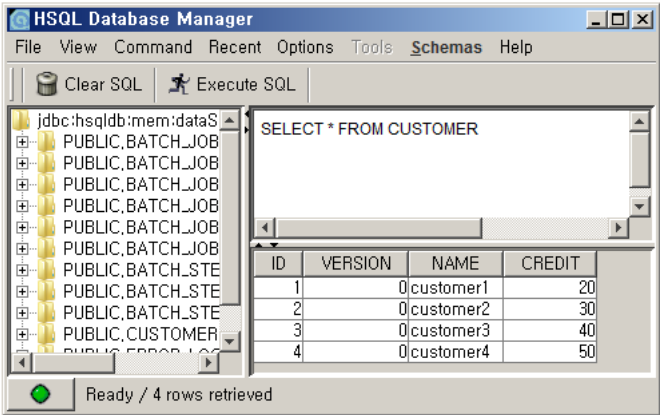 HSQL Database Manager
File View Command Recent Options Tools Schemas Help
Clear SQL Execute SQL
jdbc:hsqldb:mem:dataS
PUBLIC.BATCH_JOB
PUBLIC.BATCH_JOB
PUBLIC.BATCH_JOB
PUBLIC.BATCH_JOB
PUBLIC.BATCH_JOB
PUBLIC.BATCH_JOB
PUBLIC.BATCH_STE
PUBLIC.BATCH_STE
PUBLIC.BATCH_STE
PUBLIC.CUSTOMER
SELECT * FROM CUSTOMER
ID VERSION NAME CREDIT
1 0 customer1 20
2 0 customer2 30
3 0 customer3 40
4 0 customer4 50
Ready / 4 rows retrieved